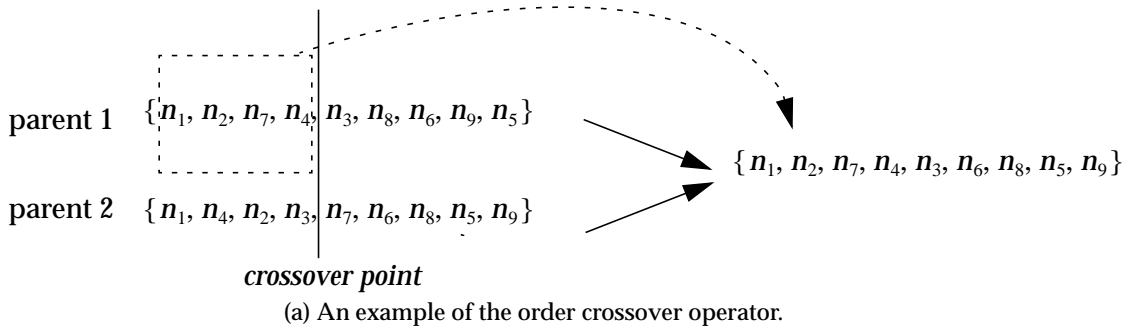 parent 1 {n₁, n₂, n₇, n₄, n₃, n₈, n₆, n₉, n₅}
{n₁, n₂, n₇, n₄, n₃, n₆, n₈, n₅, n₉}
parent 2 {n₁, n₄, n₂, n₃, n₇, n₆, n₈, n₅, n₉}
crossover point
(a) An example of the order crossover operator.